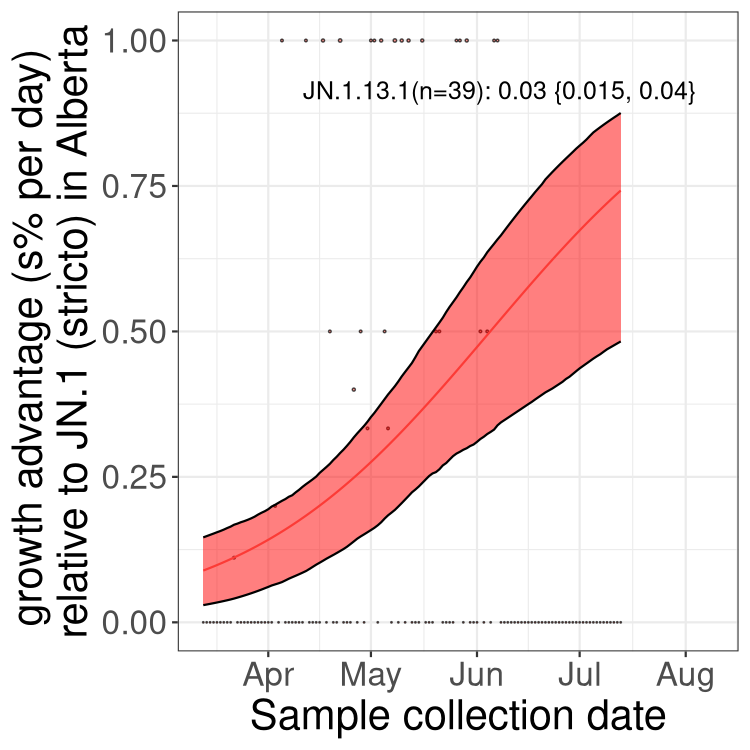 growth advantage (s% per day)
relative to JN.1 (stricto) in Alberta
JN.1.13.1(n=39): 0.03 {0.015, 0.04}
1.00
0.75
0.50
0.25
0.00
Apr May Jun Jul Aug
Sample collection date